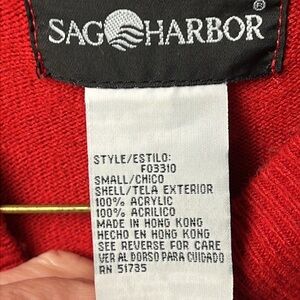 SAG HARBOR
®
STYLE/ESTILO:
F03310
SMALL/CHICO
SHELL/TELA EXTERIOR
100% ACRYLIC
100% ACRILICO
MADE IN HONG KONG
HECHO EN HONG KONG
SEE REVERSE FOR CARE
VER AL DORSO PARA CUIDADO
RN 51735